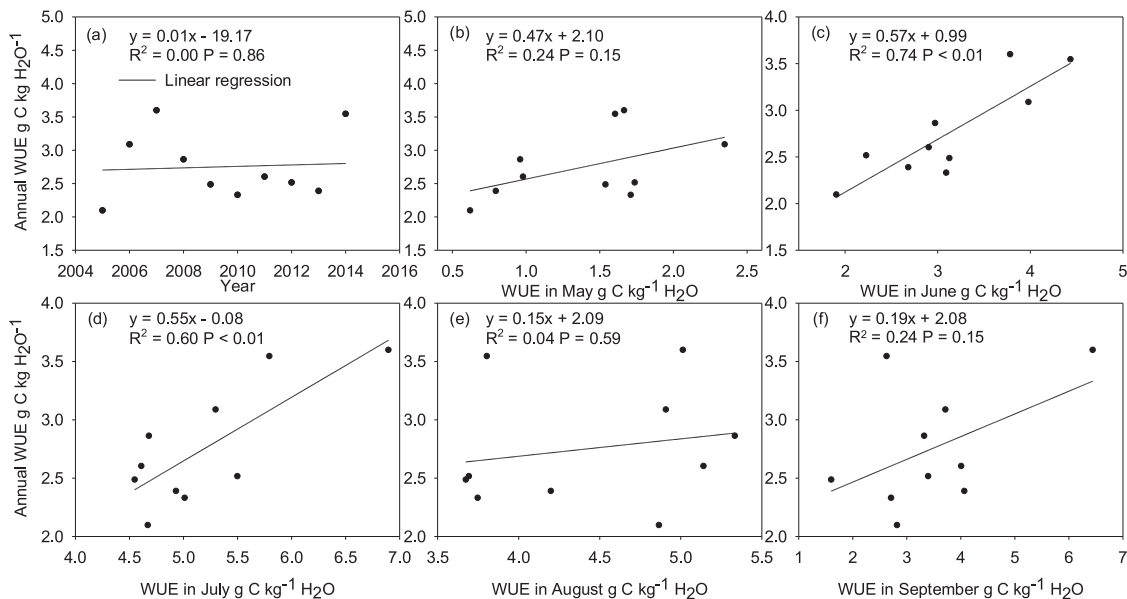 Annual WUE g C kg H2O⁻¹
(a)
y = 0.01x - 19.17
R² = 0.00 P = 0.86
Linear regression
5.0
4.5
4.0
3.5
3.0
2.5
2.0
1.5
2004 2006 2008 2010 2012 2014 2016
Year
(b)
y = 0.47x + 2.10
R² = 0.24 P = 0.15
5.0
4.5
4.0
3.5
3.0
2.5
2.0
1.5
0.5 1.0 1.5 2.0 2.5
WUE in May g C kg⁻¹ H2O
(c)
y = 0.57x + 0.99
R² = 0.74 P < 0.01
4.0
3.5
3.0
2.5
2.0
1.5
2 3 4 5
WUE in June g C kg⁻¹ H2O
Annual WUE g C kg H2O⁻¹
(d)
y = 0.55x - 0.08
R² = 0.60 P < 0.01
4.0
3.5
3.0
2.5
2.0
4.0 4.5 5.0 5.5 6.0 6.5 7.0
WUE in July g C kg⁻¹ H2O
(e)
y = 0.15x + 2.09
R² = 0.04 P = 0.59
4.0
3.5
3.0
2.5
2.0
3.5 4.0 4.5 5.0 5.5
WUE in August g C kg⁻¹ H2O
(f)
y = 0.19x + 2.08
R² = 0.24 P = 0.15
4.0
3.5
3.0
2.5
2.0
1 2 3 4 5 6 7
WUE in September g C kg⁻¹ H2O